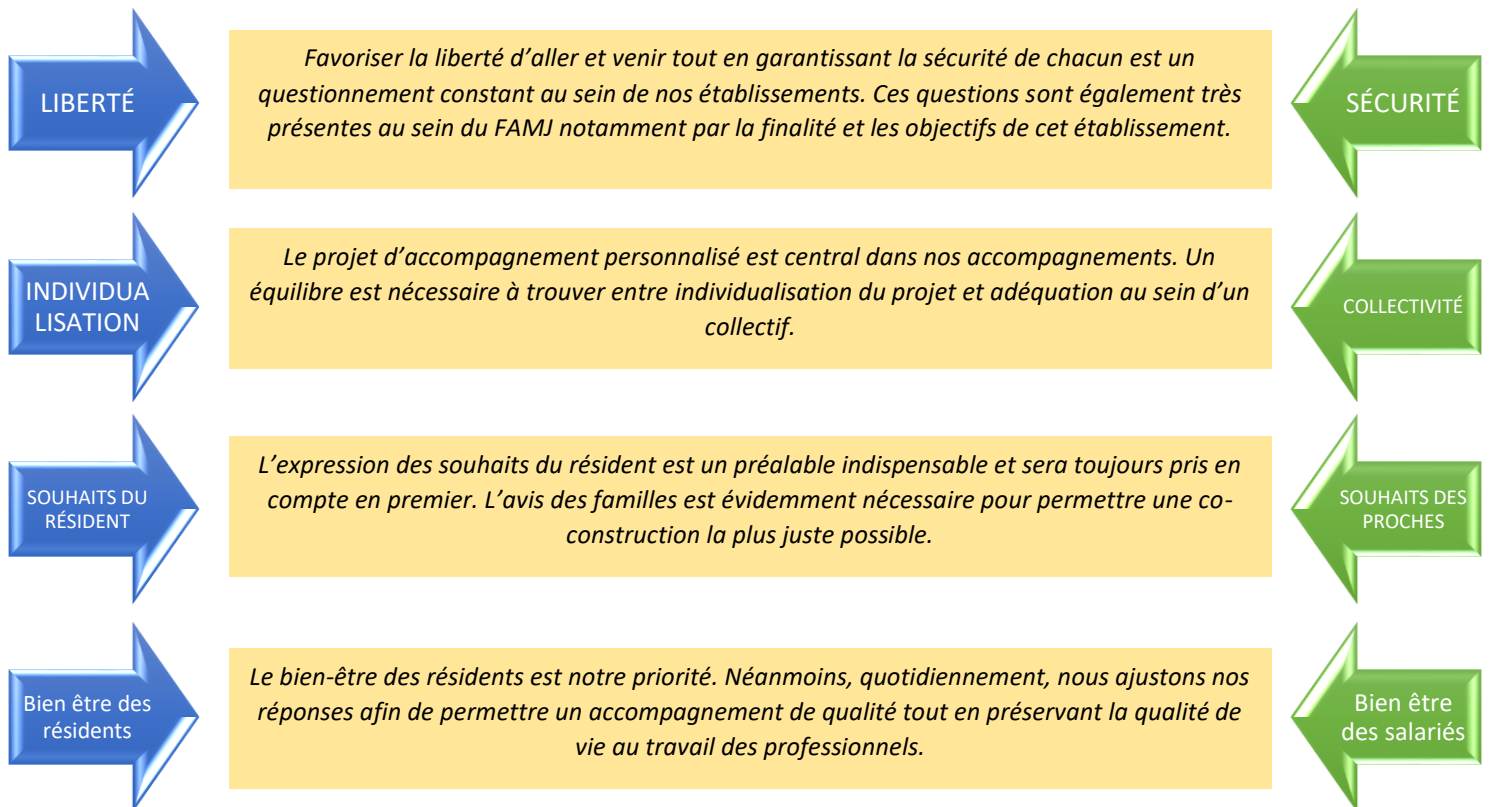 LIBERTÉ
Favoriser la liberté d’aller et venir tout en garantissant la sécurité de chacun est un
questionnement constant au sein de nos établissements. Ces questions sont également très
présentes au sein du FAMJ notamment par la finalité et les objectifs de cet établissement.
SÉCURITÉ
INDIVIDUA
LISATION
Le projet d’accompagnement personnalisé est central dans nos accompagnements. Un
équilibre est nécessaire à trouver entre individualisation du projet et adéquation au sein d’un
collectif.
COLLECTIVITÉ
SOUHAITS DU
RÉSIDENT
L’expression des souhaits du résident est un préalable indispensable et sera toujours pris en
compte en premier. L’avis des familles est évidemment nécessaire pour permettre une co-
construction la plus juste possible.
SOUHAITS DES
PROCHES
Bien être des
résidents
Le bien-être des résidents est notre priorité. Néanmoins, quotidiennement, nous ajustons nos
réponses afin de permettre un accompagnement de qualité tout en préservant la qualité de
vie au travail des professionnels.
Bien être
des salariés